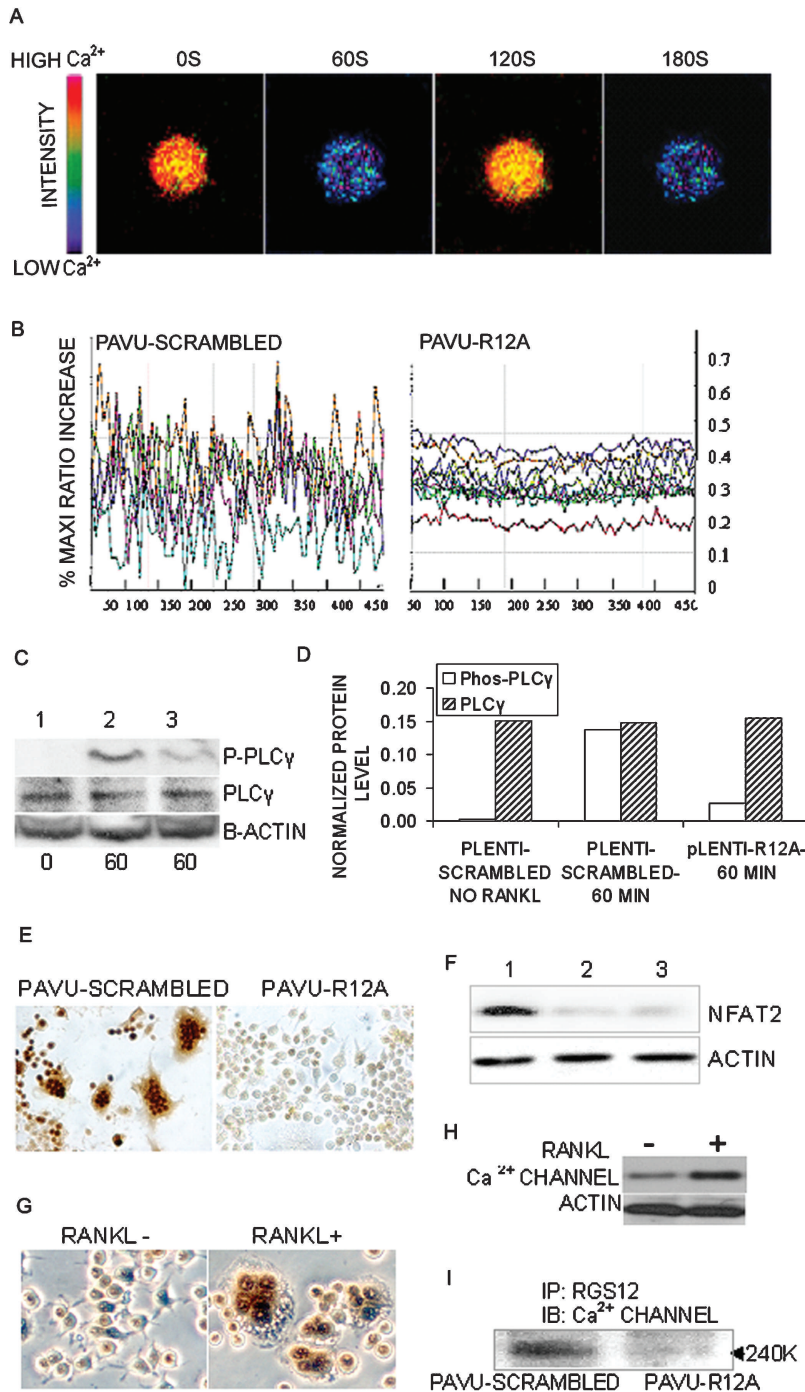 A
HIGH Ca2+ 0S 60S 120S 180S
INTENSITY
LOW Ca2+
B
PAVU-SCRAMBLED PAVU-R12A
% MAXI RATIO INCREASE
0.7
0.6
0.5
0.4
0.3
0.2
0.1
0
50 100 150 200 250 300 350 400 450 50 100 150 200 250 300 350 400 450
C
1 2 3
P-PLCγ
PLCγ
B-ACTIN
0 60 60
D
Phos-PLCγ
PLCγ
NORMALIZED PROTEIN
LEVEL
0.20
0.15
0.10
0.05
0.00
PLENTI-
SCRAMBLED
NO RANKL
PLENTI-
SCRAMBLED-
60 MIN
pLENTI-R12A-
60 MIN
E
PAVU-SCRAMBLED PAVU-R12A
F
1 2 3
NFAT2
ACTIN
G
RANKL - RANKL+
H
RANKL - +
Ca 2+ CHANNEL
ACTIN
I
IP: RGS12
IB: Ca2+ CHANNEL
240K
PAVU-SCRAMBLED PAVU-R12A